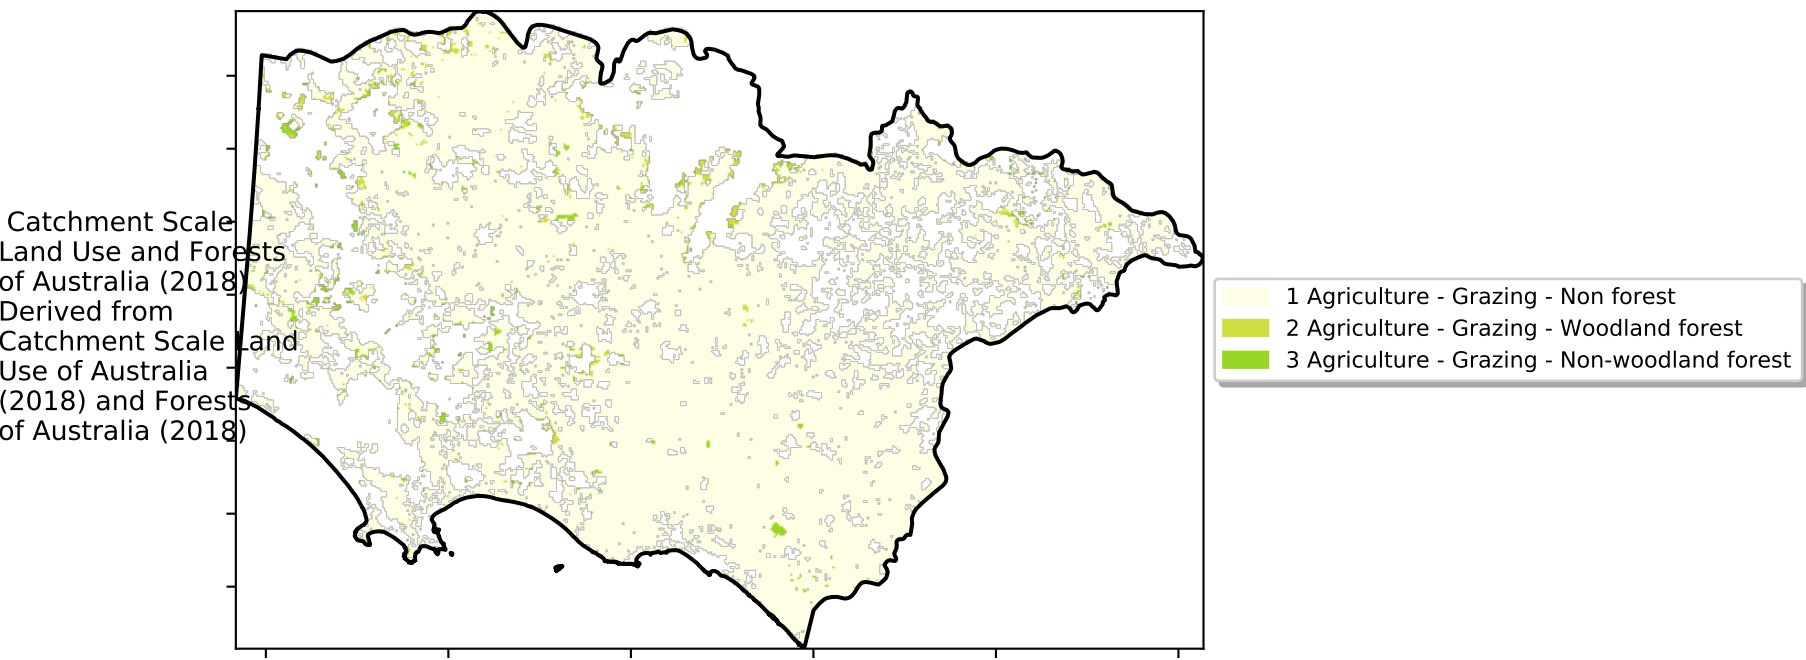 Catchment Scale
Land Use and Forests
of Australia (2018)
Derived from
Catchment Scale Land
Use of Australia
(2018) and Forests
of Australia (2018)
1 Agriculture - Grazing - Non forest
2 Agriculture - Grazing - Woodland forest
3 Agriculture - Grazing - Non-woodland forest